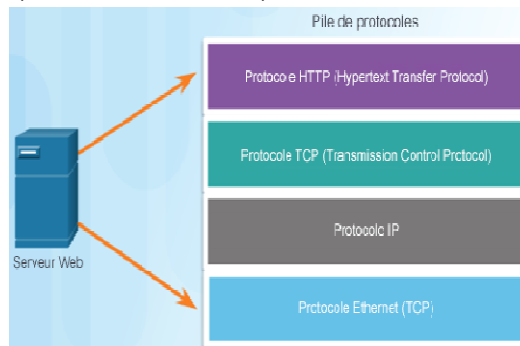 Pile de protocoles
Protocole HTTP (Hypertext Transfer Protocol)
Protocole TCP (Transmission Control Protocol)
Protocole IP
Serveur Web
Protocole Ethernet (TCP)